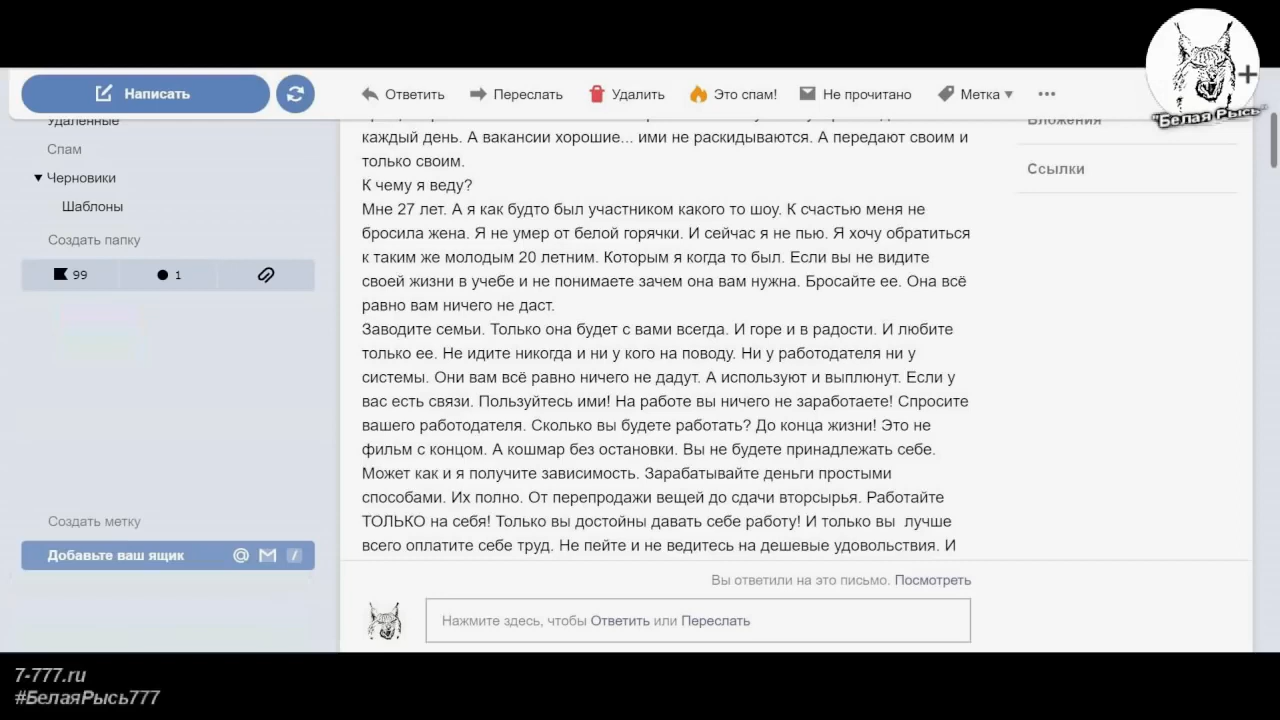 Написать
Ответить
Переслать
Удалить
Это спам!
Не прочитано
Метка
"Белая Рысь"
Удаленные
Спам
Черновики
Шаблоны
Создать папку
99
1
Создать метку
Добавьте ваш ящик
каждый день. А вакансии хорошие... ими не раскидываются. А передают своим и
только своим.
К чему я веду?
Мне 27 лет. А я как будто был участником какого то шоу. К счастью меня не
бросила жена. Я не умер от белой горячки. И сейчас я не пью. Я хочу обратиться
к таким же молодым 20 летним. Которым я когда то был. Если вы не видите
своей жизни в учебе и не понимаете зачем она вам нужна. Бросайте ее. Она всё
равно вам ничего не даст.
Заводите семьи. Только она будет с вами всегда. И горе и в радости. И любите
только ее. Не идите никогда и ни у кого на поводу. Ни у работодателя ни у
системы. Они вам всё равно ничего не дадут. А используют и выплюнут. Если у
вас есть связи. Пользуйтесь ими! На работе вы ничего не заработаете! Спросите
вашего работодателя. Сколько вы будете работать? До конца жизни! Это не
фильм с концом. А кошмар без остановки. Вы не будете принадлежать себе.
Может как и я получите зависимость. Зарабатывайте деньги простыми
способами. Их полно. От перепродажи вещей до сдачи вторсырья. Работайте
ТОЛЬКО на себя! Только вы достойны давать себе работу! И только вы  лучше
всего оплатите себе труд. Не пейте и не ведитесь на дешевые удовольствия. И
Вложения
Ссылки
Вы ответили на это письмо. Посмотреть
Нажмите здесь, чтобы Ответить или Переслать
7-777.ru
#БелаяРысь777